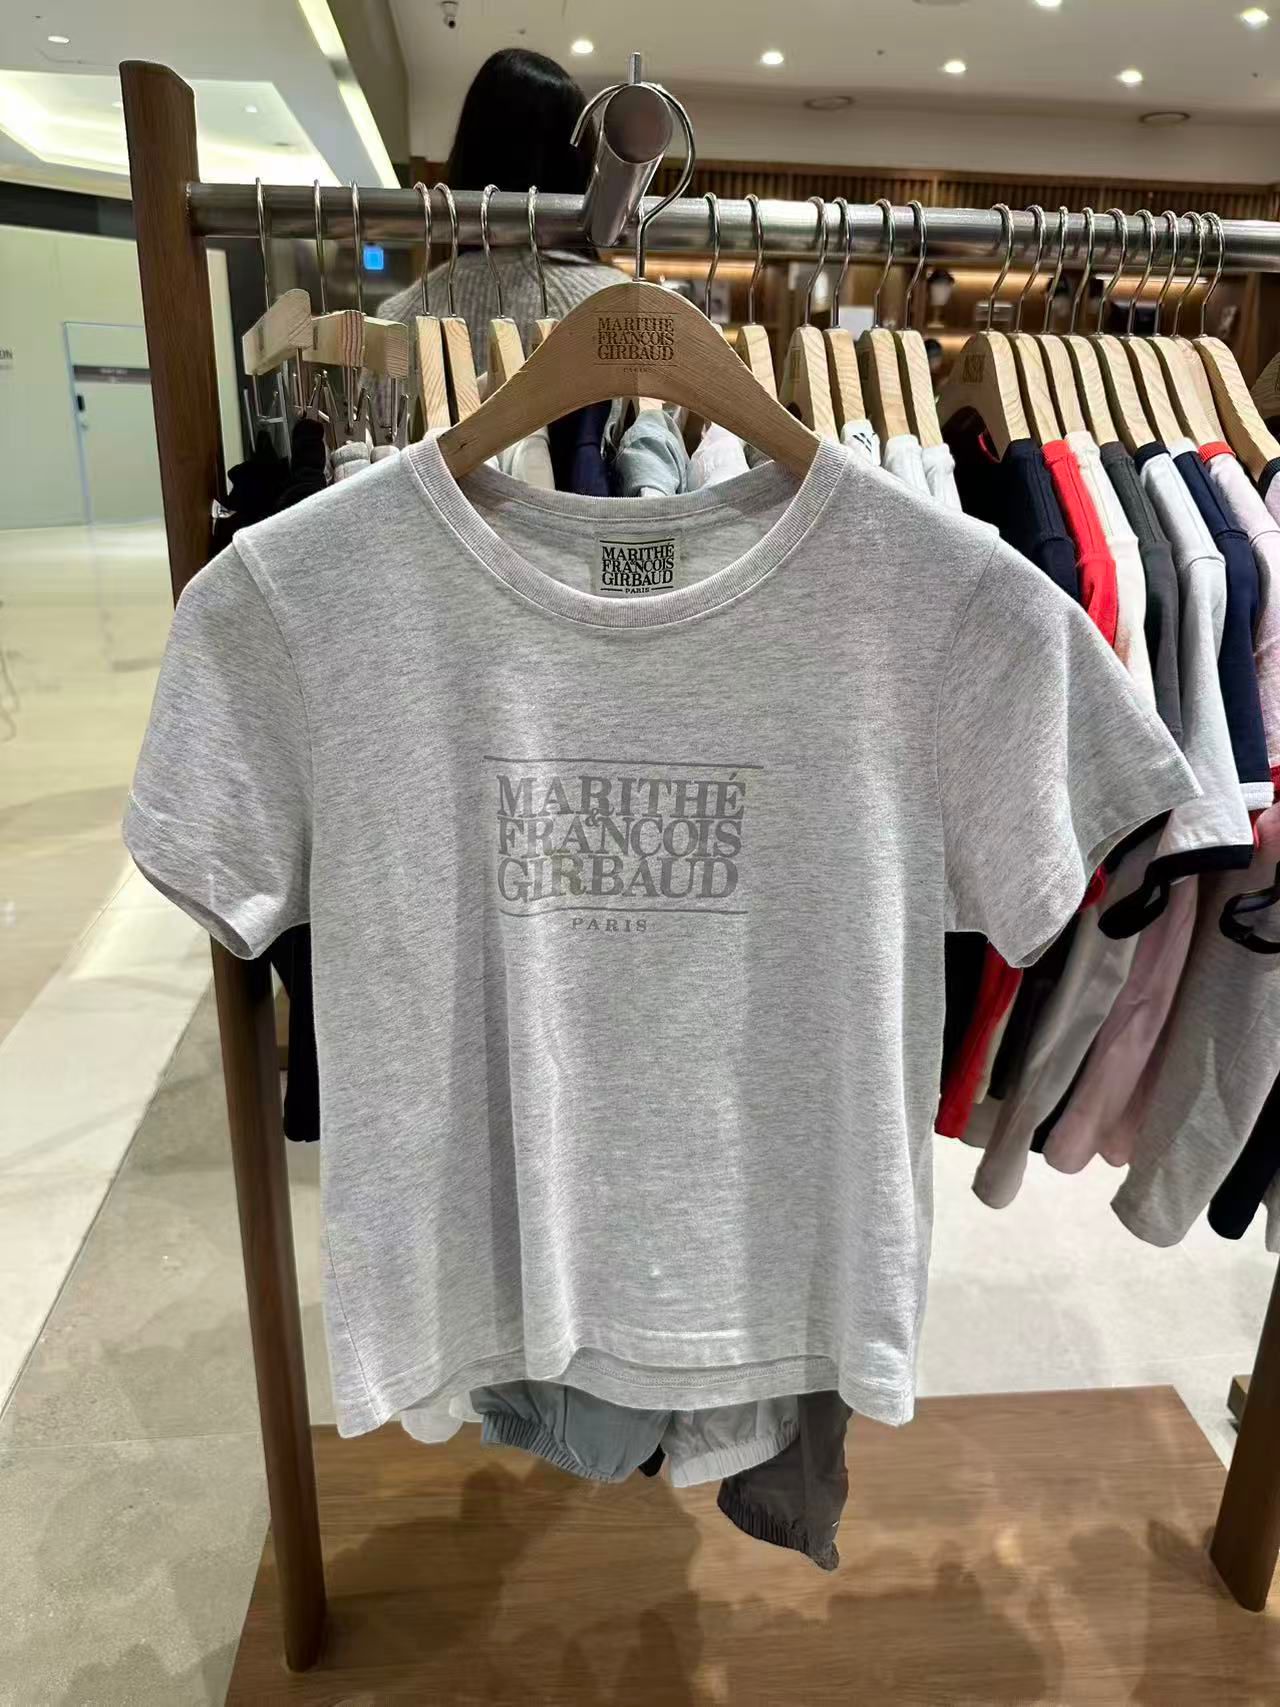 MARITHÉ
FRANCOIS
GIRBAUD
PARIS
MARITHÉ
&
FRANCOIS
GIRBAUD
PARIS
MARITHÉ
&
FRANCOIS
GIRBAUD
PARIS